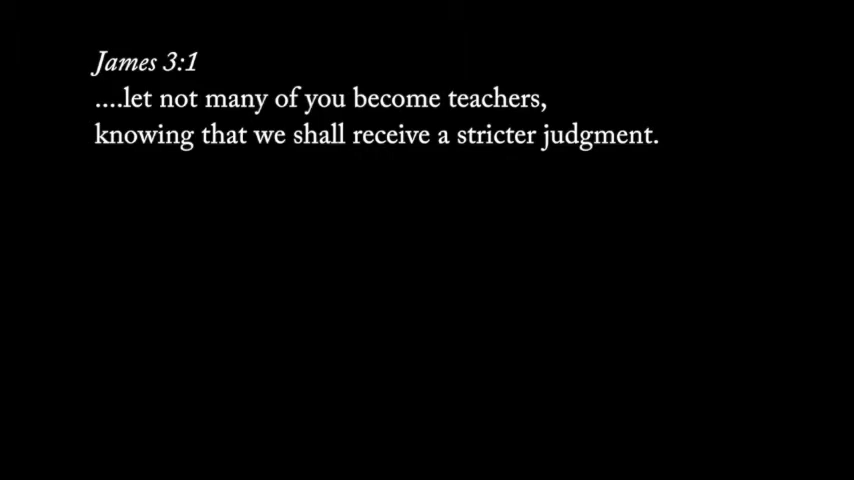 James 3:1
....let not many of you become teachers,
knowing that we shall receive a stricter judgment.